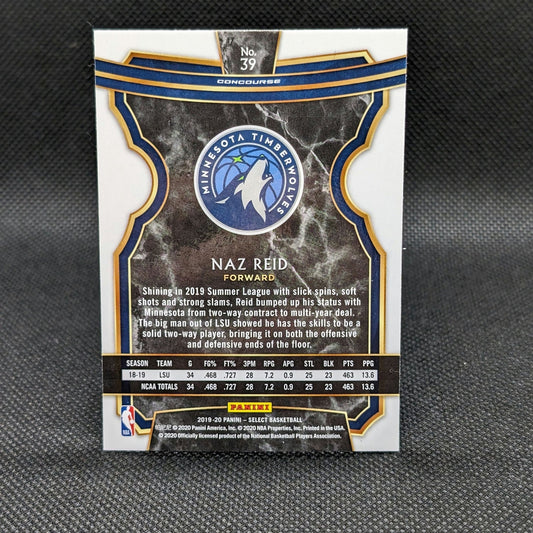 No.
39
CONCOURSE
MINNESOTA TIMBERWOLVES
NAZ REID
FORWARD
Shining in 2019 Summer League with slick spins, soft
shots and strong slams, Reid bumped up his status with
Minnesota from two-way contract to multi-year deal.
The big man out of LSU showed he has the skills to be a
solid two-way player, bringing it on both the offensive
and defensive ends of the floor.
SEASON TEAM G FG% FT% 3PM RPG APG STL BLK PTS PPG
18-19 LSU 34 .468 .727 28 7.2 0.9 25 23 463 13.6
NCAA TOTALS 34 .468 .727 28 7.2 0.9 25 23 463 13.6
PANINI
NBA
2019-20 PANINI – SELECT BASKETBALL
© 2020 Panini America, Inc. © 2020 NBA Properties, Inc. Printed in the USA.
© 2020 Officially licensed product of the National Basketball Players Association.